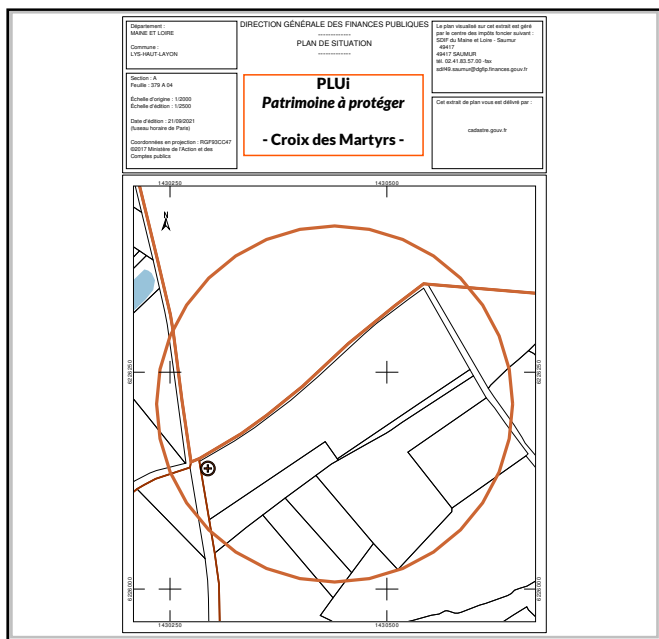 Département :
MAINE ET LOIRE
Commune :
LYS-HAUT-LAYON
Section : A
Feuille : 379 A 04
Échelle d'origine : 1/2000
Échelle d'édition : 1/2500
Date d'édition : 21/09/2021
(fuseau horaire de Paris)
Coordonnées en projection : RGF93CC47
©2017 Ministère de l'Action et des
Comptes publics
DIRECTION GÉNÉRALE DES FINANCES PUBLIQUES
-------------
PLAN DE SITUATION
-------------
PLUi
Patrimoine à protéger
- Croix des Martyrs -
Le plan visualisé sur cet extrait est géré
par le centre des impôts foncier suivant :
SDIF du Maine et Loire - Saumur
49417
49417 SAUMUR
tél. 02.41.83.57.00 -fax
sdif49.saumur@dgfip.finances.gouv.fr
Cet extrait de plan vous est délivré par :
cadastre.gouv.fr
1430250
1430500
N
6226250
6226250
6226000
6226000
1430250
1430500